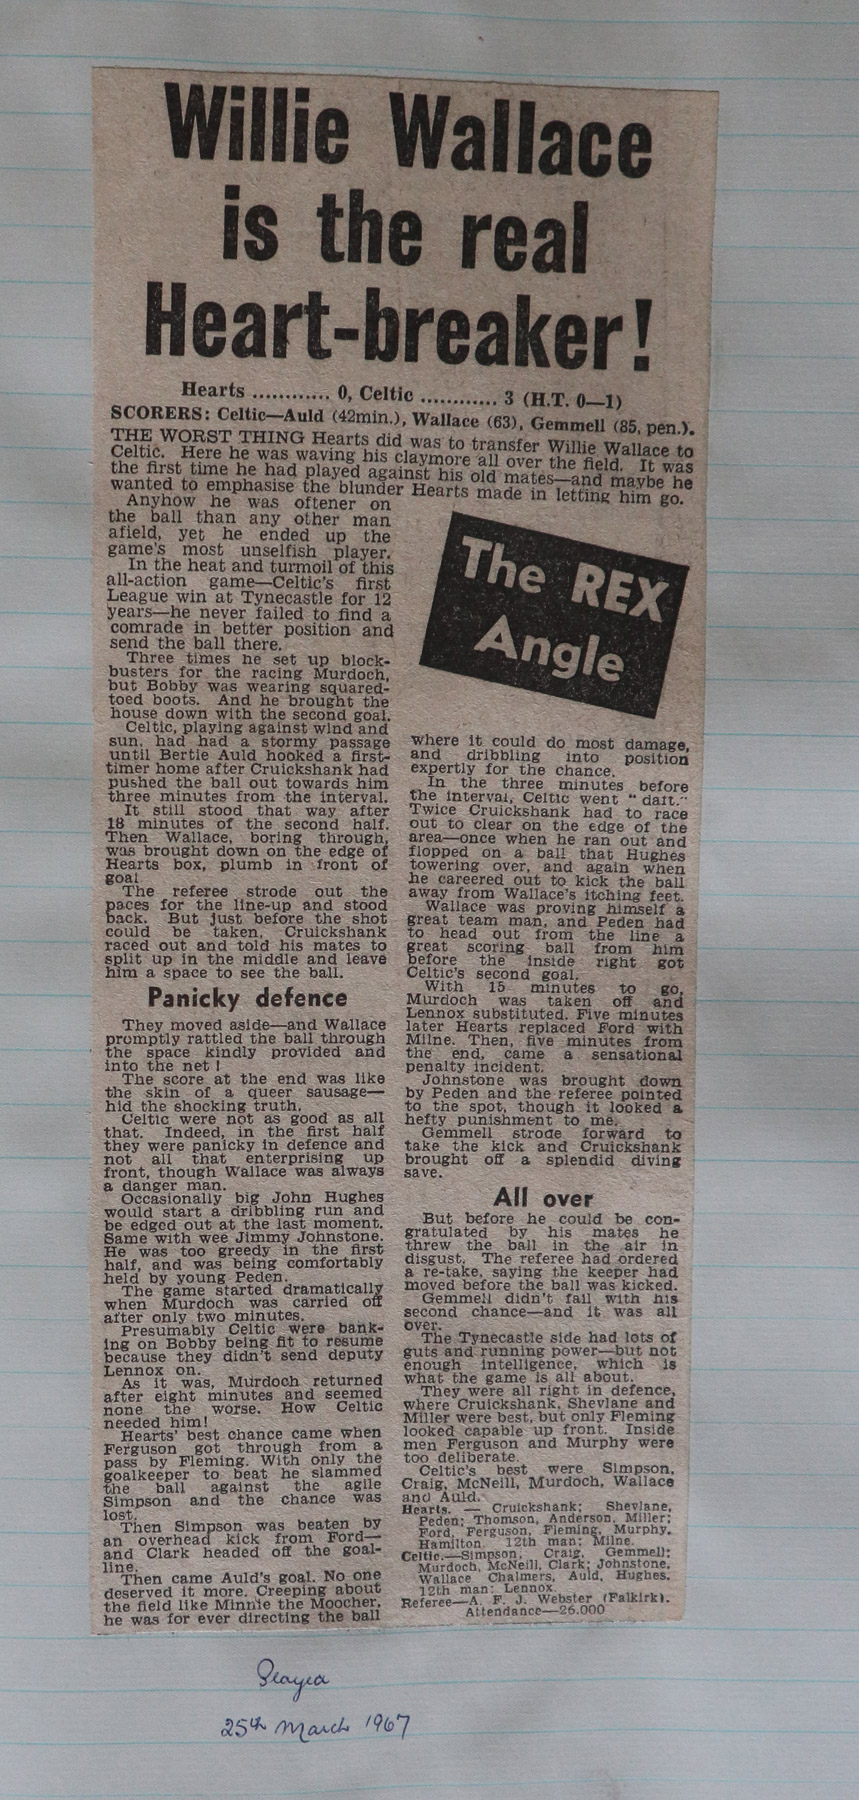 Willie Wallace
is the real
Heart-breaker!
Hearts ............ 0, Celtic ............ 3 (H.T. 0—1)
SCORERS: Celtic—Auld (42min.), Wallace (63), Gemmell (85, pen.).
THE WORST THING Hearts did was to transfer Willie Wallace to
Celtic. Here he was waving his claymore all over the field. It was
the first time he had played against his old mates—and maybe he
wanted to emphasise the blunder Hearts made in letting him go.
Anyhow he was oftener on
the ball than any other man
afield, yet he ended up the
game's most unselfish player.
In the heat and turmoil of this
all-action game—Celtic's first
League win at Tynecastle for 12
years—he never failed to find a
comrade in better position and
send the ball there.
Three times he set up block-
busters for the racing Murdoch,
but Bobby was wearing squared-
toed boots. And he brought the
house down with the second goal.
Celtic, playing against wind and
sun, had had a stormy passage
until Bertie Auld hooked a first-
timer home after Cruickshank had
pushed the ball out towards him
three minutes from the interval.
It still stood that way after
18 minutes of the second half.
Then Wallace, boring through,
was brought down on the edge of
Hearts box, plumb in front of
goal
The referee strode out the
paces for the line-up and stood
back. But just before the shot
could be taken, Cruickshank
raced out and told his mates to
split up in the middle and leave
him a space to see the ball.
Panicky defence
They moved aside—and Wallace
promptly rattled the ball through
the space kindly provided and
into the net !
The score at the end was like
the skin of a queer sausage—
hid the shocking truth.
Celtic were not as good as all
that. Indeed, in the first half
they were panicky in defence and
not all that enterprising up
front, though Wallace was always
a danger man.
Occasionally big John Hughes
would start a dribbling run and
be edged out at the last moment.
Same with wee Jimmy Johnstone.
He was too greedy in the first
half, and was being comfortably
held by young Peden.
The game started dramatically
when Murdoch was carried off
after only two minutes.
Presumably Celtic were bank-
ing on Bobby being fit to resume
because they didn't send deputy
Lennox on.
As it was, Murdoch returned
after eight minutes and seemed
none the worse. How Celtic
needed him!
Hearts' best chance came when
Ferguson got through from a
pass by Fleming. With only the
goalkeeper to beat he slammed
the ball against the agile
Simpson and the chance was
lost.
Then Simpson was beaten by
an overhead kick from Ford—
and Clark headed off the goal-
line.
Then came Auld's goal. No one
deserved it more. Creeping about
the field like Minnie the Moocher,
he was for ever directing the ball
The REX
Angle
where it could do most damage,
and dribbling into position
expertly for the chance.
In the three minutes before
the interval, Celtic went " daft."
Twice Cruickshank had to race
out to clear on the edge of the
area—once when he ran out and
flopped on a ball that Hughes
towering over, and again when
he careered out to kick the ball
away from Wallace's itching feet.
Wallace was proving himself a
great team man, and Peden had
to head out from the line a
great scoring ball from him
before the inside right got
Celtic's second goal.
With 15 minutes to go,
Murdoch was taken off and
Lennox substituted. Five minutes
later Hearts replaced Ford with
Milne. Then, five minutes from
the end, came a sensational
penalty incident.
Johnstone was brought down
by Peden and the referee pointed
to the spot, though it looked a
hefty punishment to me.
Gemmell strode forward to
take the kick and Cruickshank
brought off a splendid diving
save.
All over
But before he could be con-
gratulated by his mates he
threw the ball in the air in
disgust. The referee had ordered
a re-take, saying the keeper had
moved before the ball was kicked.
Gemmell didn't fail with his
second chance—and it was all
over.
The Tynecastle side had lots of
guts and running power—but not
enough intelligence, which is
what the game is all about.
They were all right in defence,
where Cruickshank, Shevlane and
Miller were best, but only Fleming
looked capable up front. Inside
men Ferguson and Murphy were
too deliberate.
Celtic's best were Simpson,
Craig, McNeill, Murdoch, Wallace
and Auld.
Hearts. — Cruickshank; Shevlane,
Peden; Thomson, Anderson, Miller;
Ford, Ferguson, Fleming, Murphy,
Hamilton. 12th man: Milne.
Celtic.—Simpson; Craig, Gemmell;
Murdoch, McNeill, Clark; Johnstone,
Wallace Chalmers, Auld, Hughes.
12th man: Lennox.
Referee—A. F. J. Webster (Falkirk).
Attendance—26.000
Played
25th March 1967